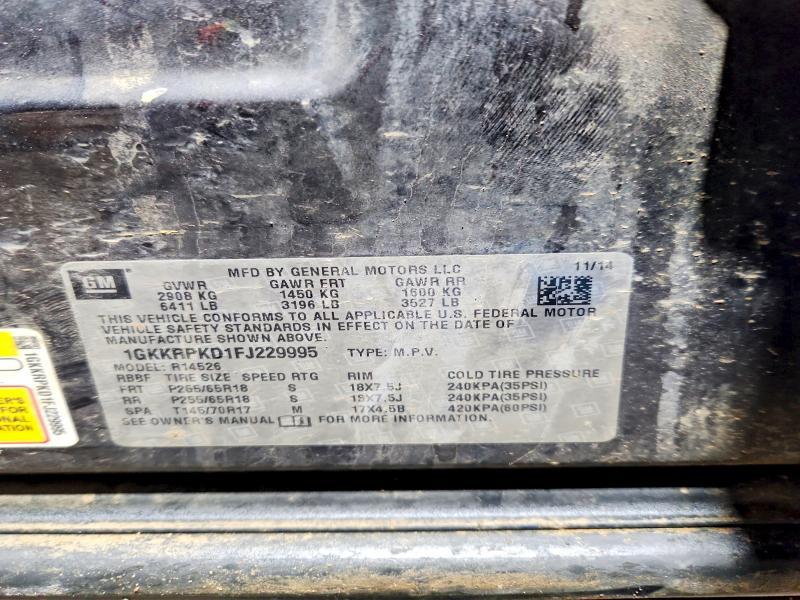 MFD BY GENERAL MOTORS LLC 11/14
GM
GVWR GAWR FRT GAWR RR
2908 KG 1450 KG 1600 KG
6411 LB 3196 LB 3527 LB
THIS VEHICLE CONFORMS TO ALL APPLICABLE U.S. FEDERAL MOTOR
VEHICLE SAFETY STANDARDS IN EFFECT ON THE DATE OF
MANUFACTURE SHOWN ABOVE.
1GKKRPKD1FJ229995 TYPE: M.P.V.
MODEL: R14526
RBBF TIRE SIZE SPEED RTG RIM COLD TIRE PRESSURE
FRT P255/65R18 S 18X7.5J 240KPA(35PSI)
RR P255/65R18 S 18X7.5J 240KPA(35PSI)
SPA T145/70R17 M 17X4.5B 420KPA(60PSI)
SEE OWNER'S MANUAL FOR MORE INFORMATION.
1GKKRPKD1FJ229995